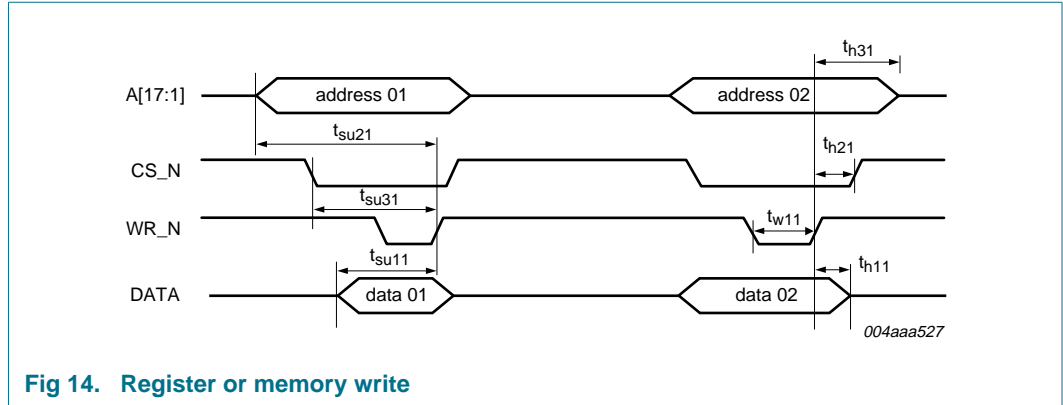 th31
A[17:1] address 01 address 02
tsu21
th21
CS_N
tsu31
tw11
WR_N
tsu11
th11
DATA data 01 data 02
004aaa527
Fig 14. Register or memory write